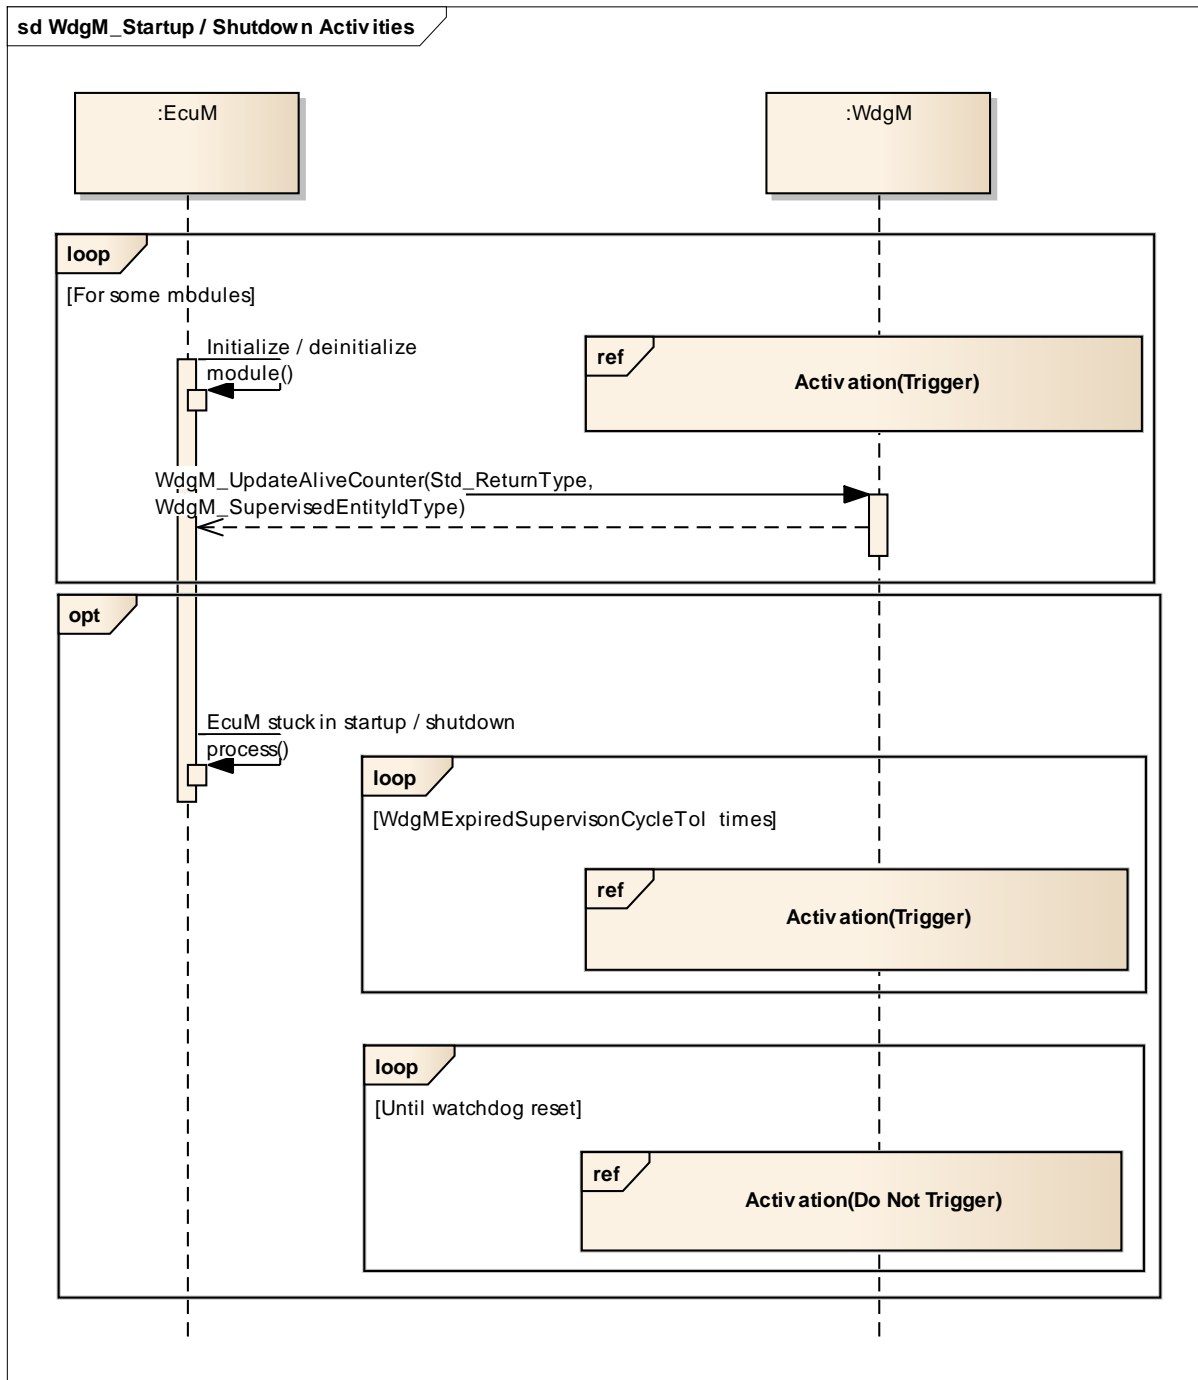 sd WdgM_Startup / Shutdown Activities
:EcuM
:WdgM
loop
[For some modules]
Initialize / deinitialize
module()
ref
Activation(Trigger)
WdgM_UpdateAliveCounter(Std_ReturnType,
WdgM_SupervisedEntityIdType)
opt
EcuM stuck in startup / shutdown
process()
loop
[WdgMExpiredSupervisonCycleTol times]
ref
Activation(Trigger)
loop
[Until watchdog reset]
ref
Activation(Do Not Trigger)